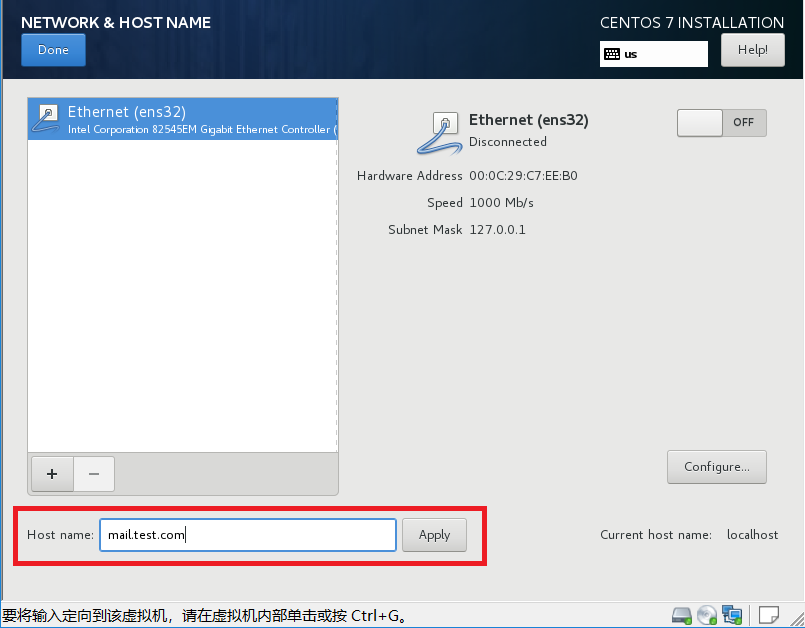 NETWORK & HOST NAME
CENTOS 7 INSTALLATION
Done
us
Help!
Ethernet (ens32)
Intel Corporation 82545EM Gigabit Ethernet Controller (
Ethernet (ens32)
Disconnected
OFF
Hardware Address 00:0C:29:C7:EE:B0
Speed 1000 Mb/s
Subnet Mask 127.0.0.1
+ −
Configure...
Host name: mail.test.com Apply
Current host name: localhost
要将输入定向到该虚拟机，请在虚拟机内部单击或按 Ctrl+G。